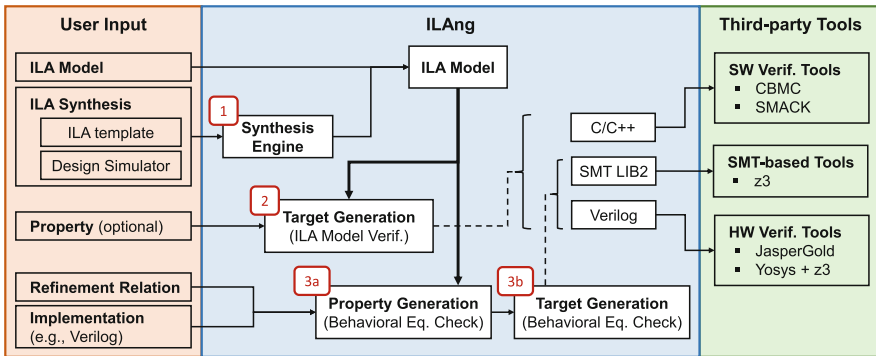 User Input
ILAng
Third-party Tools
ILA Model
ILA Synthesis
ILA template
Design Simulator
Property (optional)
Refinement Relation
Implementation
(e.g., Verilog)
1
Synthesis
Engine
ILA Model
2
Target Generation
(ILA Model Verif.)
3a
Property Generation
(Behavioral Eq. Check)
3b
Target Generation
(Behavioral Eq. Check)
C/C++
SMT LIB2
Verilog
SW Verif. Tools
▪ CBMC
▪ SMACK
SMT-based Tools
▪ z3
HW Verif. Tools
▪ JasperGold
▪ Yosys + z3